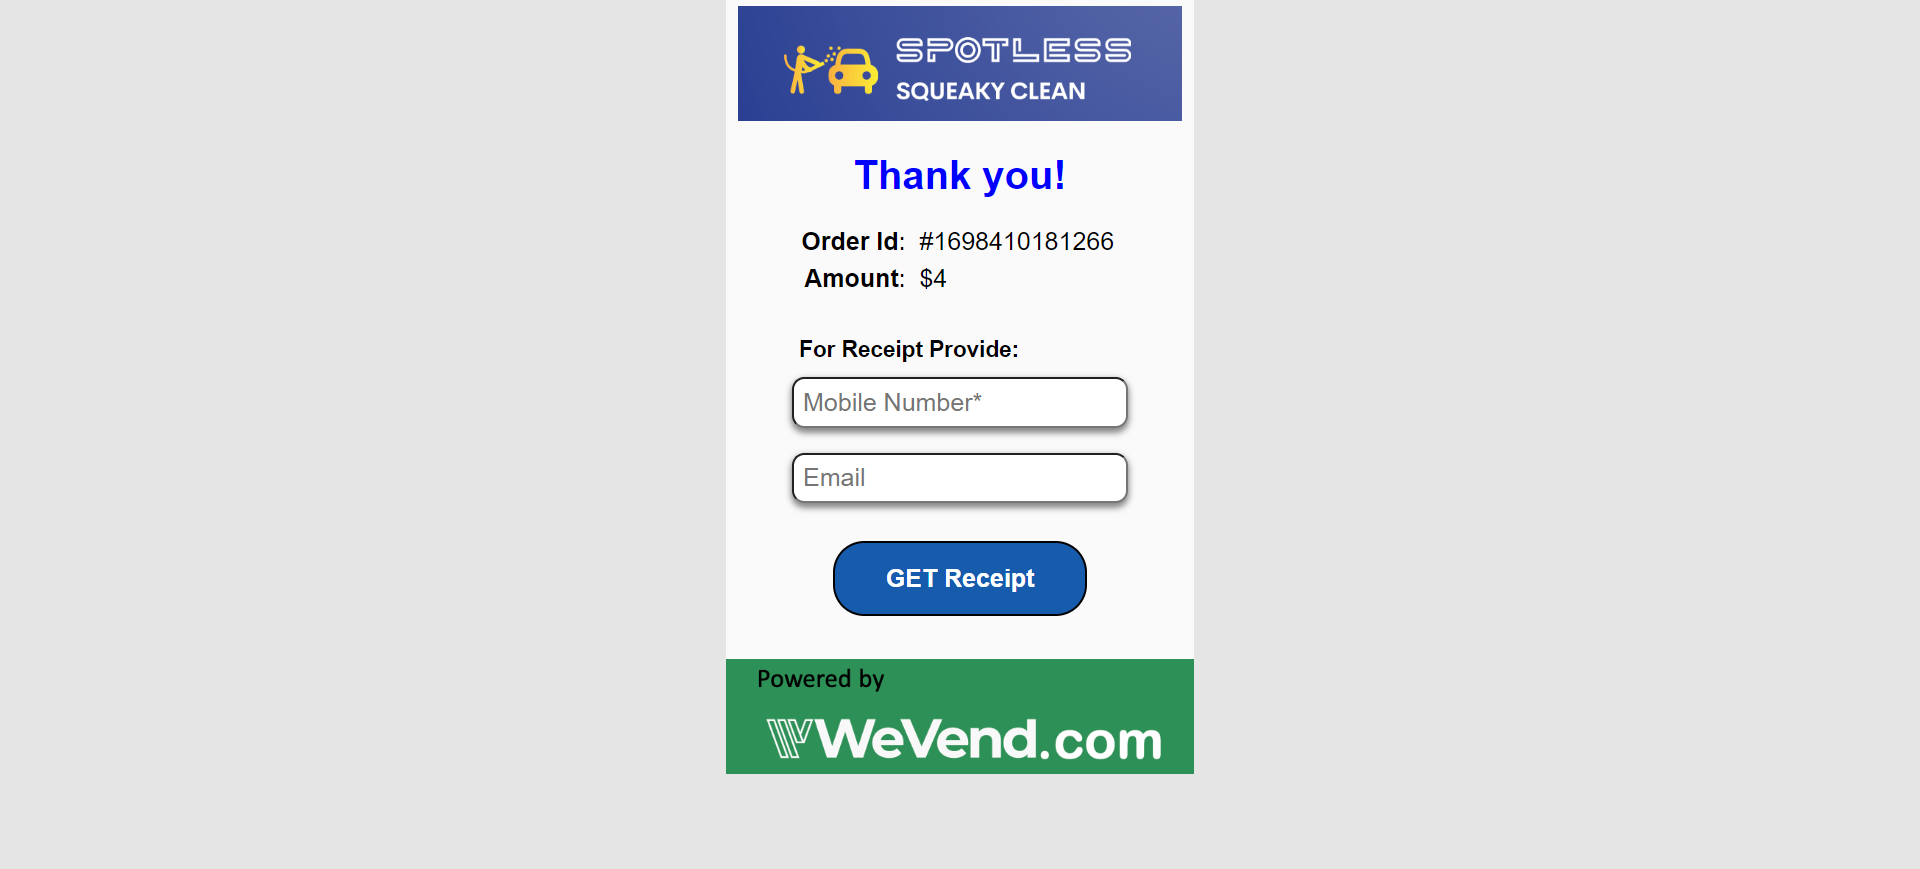 SPOTLESS
SQUEAKY CLEAN
Thank you!
Order Id: #1698410181266
Amount: $4
For Receipt Provide:
Mobile Number*
Email
GET Receipt
Powered by
WeVend.com